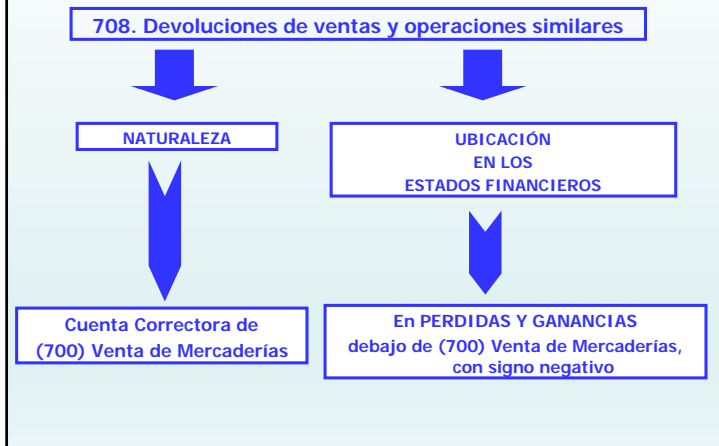 708. Devoluciones de ventas y operaciones similares
NATURALEZA
UBICACIÓN
EN LOS
ESTADOS FINANCIEROS
Cuenta Correctora de
(700) Venta de Mercaderías
En PERDIDAS Y GANANCIAS
debajo de (700) Venta de Mercaderías,
con signo negativo